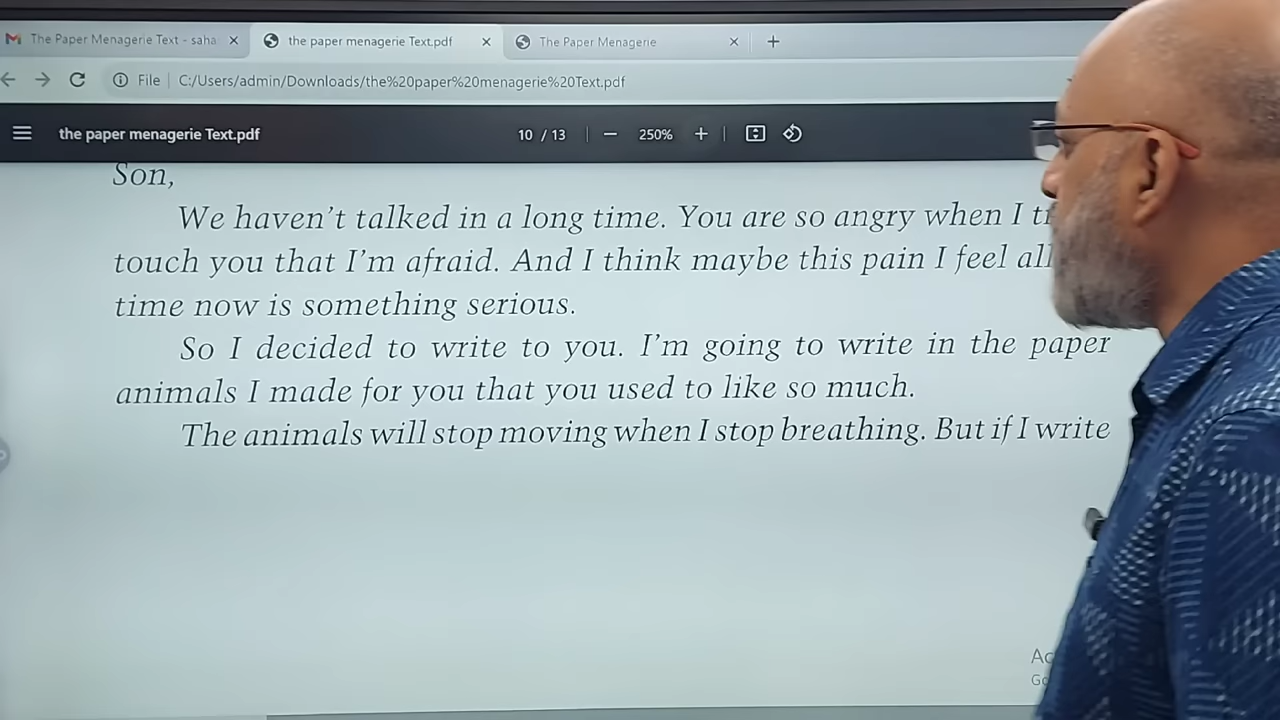 The Paper Menagerie Text - saha
the paper menagerie Text.pdf
The Paper Menagerie
File C:/Users/admin/Downloads/the%20paper%20menagerie%20Text.pdf
the paper menagerie Text.pdf
10 / 13
250%
Son,
We haven't talked in a long time. You are so angry when I
touch you that I'm afraid. And I think maybe this pain I feel all
time now is something serious.
So I decided to write to you. I'm going to write in the paper
animals I made for you that you used to like so much.
The animals will stop moving when I stop breathing. But if I write